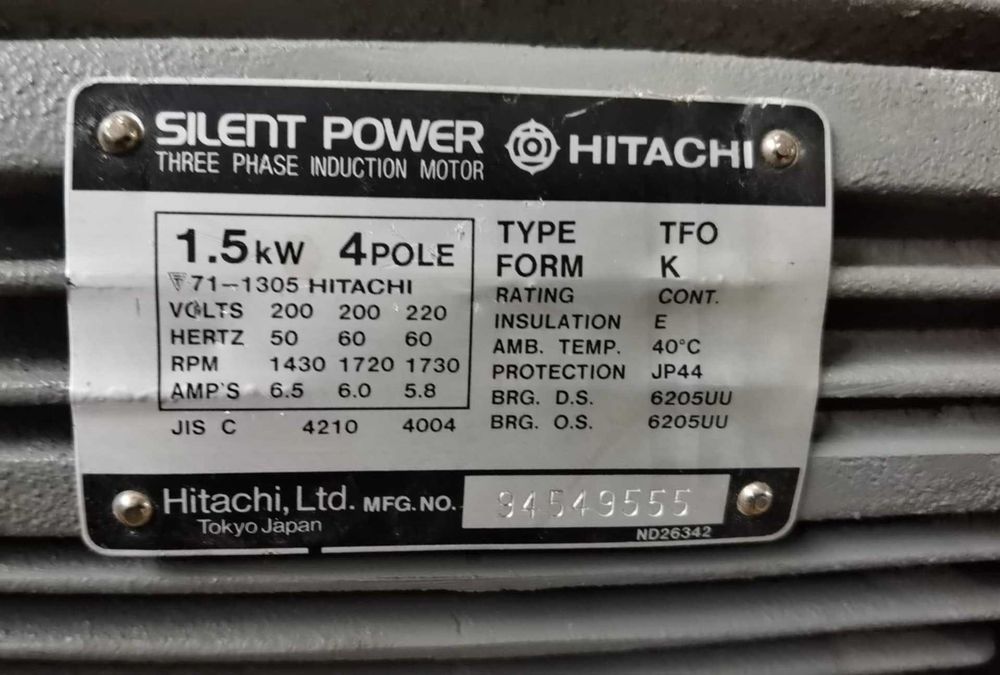 SILENT POWER HITACHI
THREE PHASE INDUCTION MOTOR
1.5kW 4POLE
71-1305 HITACHI
VOLTS 200 200 220
HERTZ 50 60 60
RPM 1430 1720 1730
AMP'S 6.5 6.0 5.8
JIS C 4210 4004
TYPE TFO
FORM K
RATING CONT.
INSULATION E
AMB. TEMP. 40°C
PROTECTION JP44
BRG. D.S. 6205UU
BRG. O.S. 6205UU
Hitachi, Ltd. MFG.NO. 94549555
Tokyo Japan
ND26342